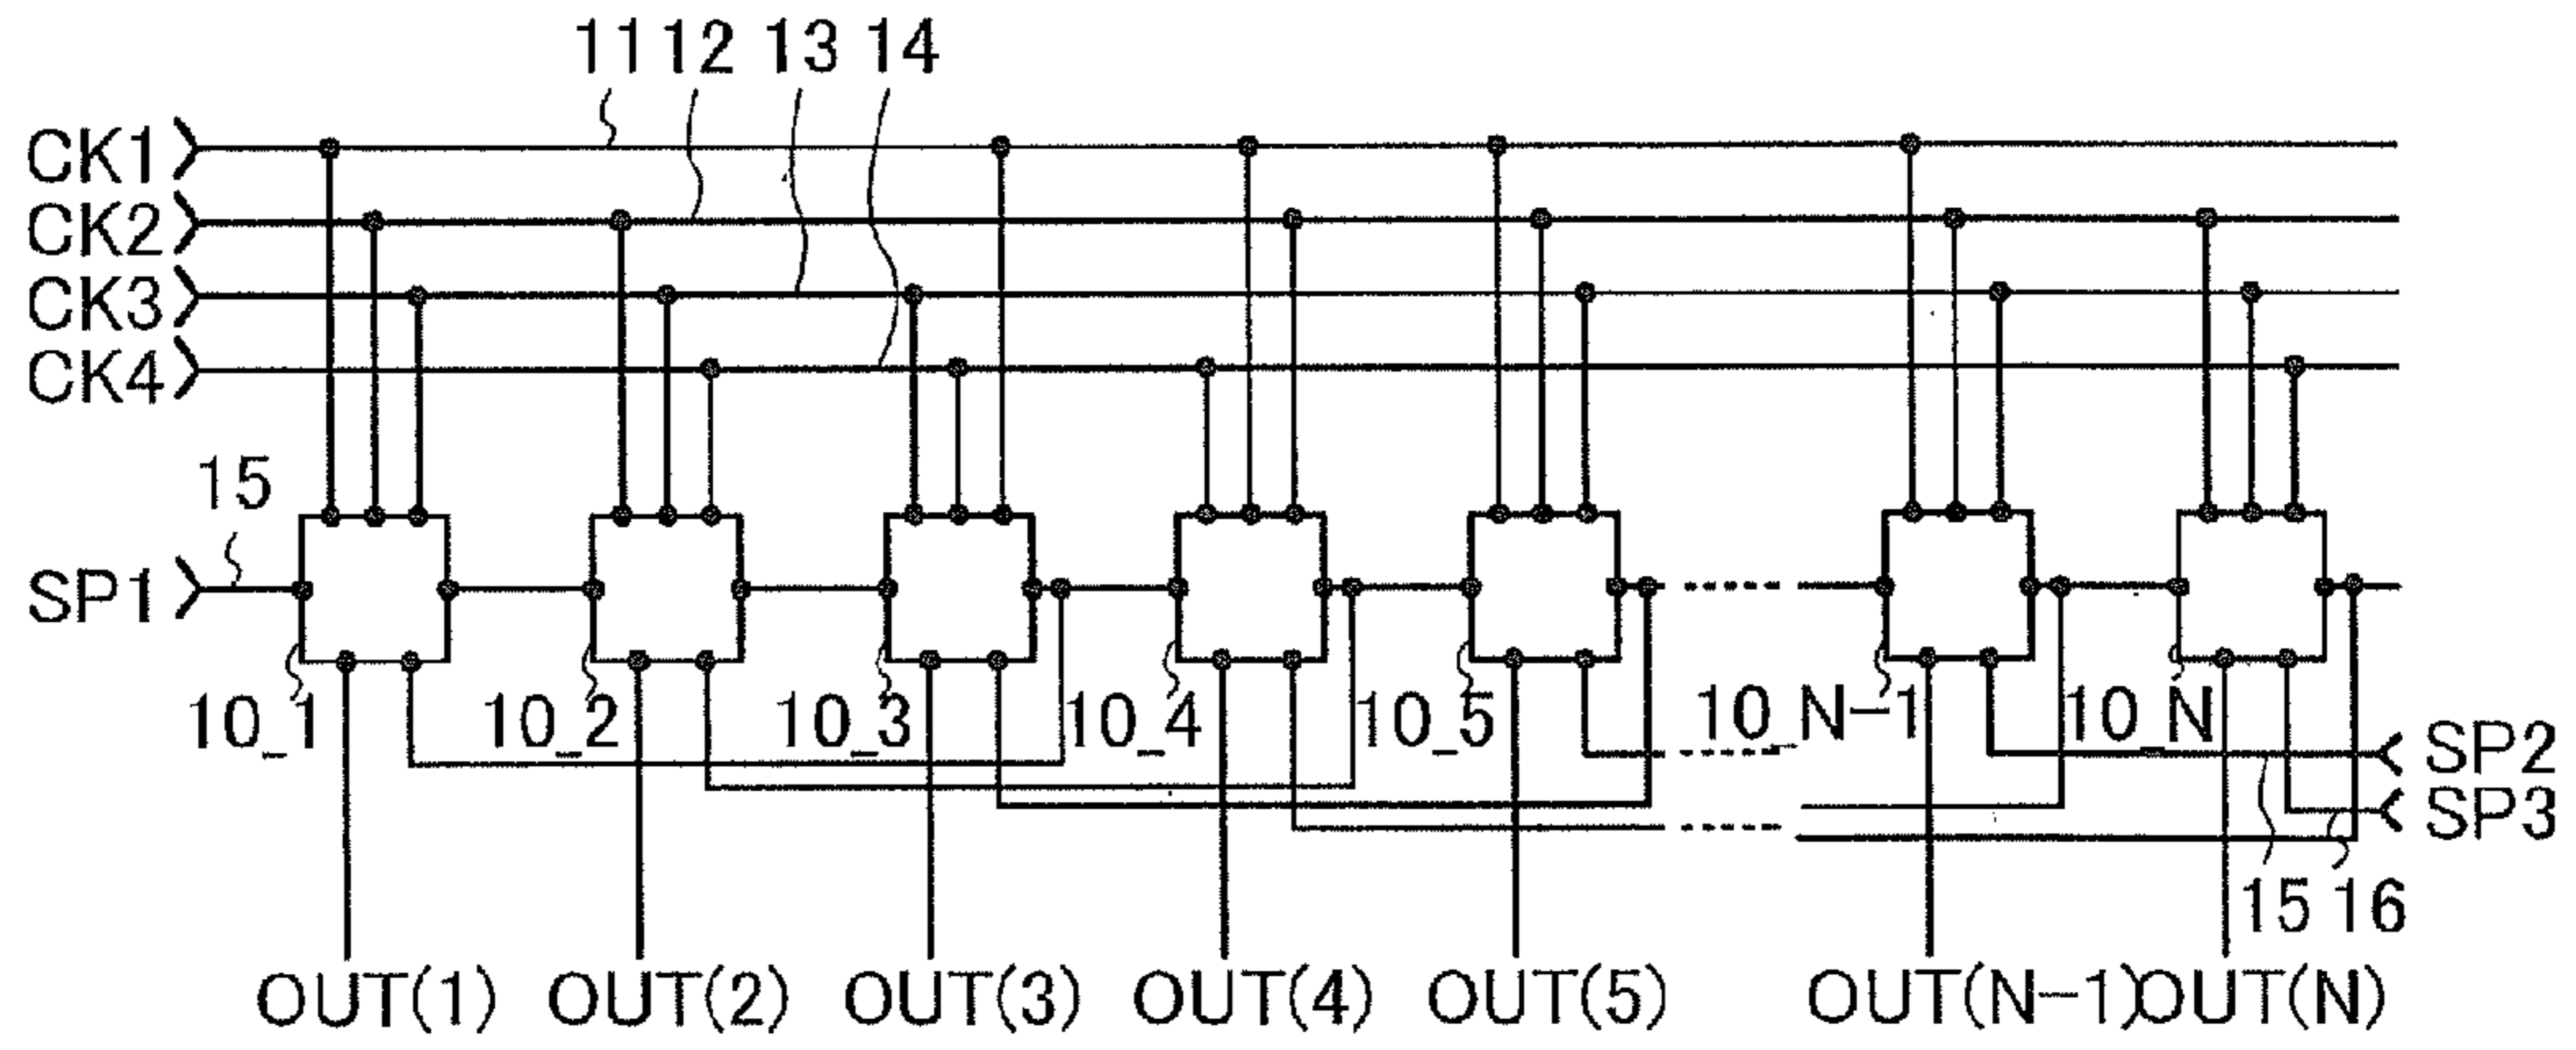 11 12 13 14
CK1
CK2
CK3
CK4
15
SP1
10_1 10_2 10_3 10_4 10_5 10_N-1 10_N
SP2
SP3
15 16
OUT(1) OUT(2) OUT(3) OUT(4) OUT(5) OUT(N-1) OUT(N)